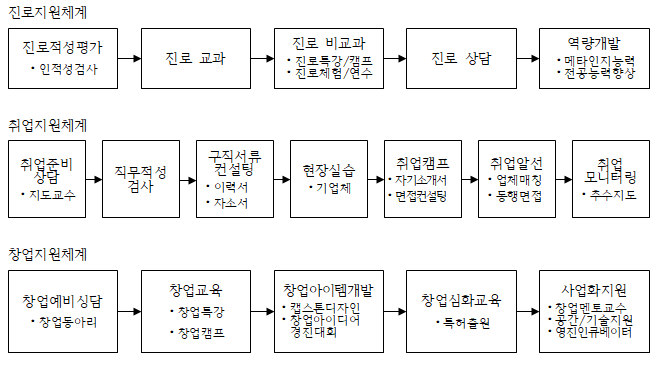 진로지원체계
진로적성평가
• 인적성검사
진로 교과
진로 비교과
• 진로특강/캠프
• 진로체험/연수
진로 상담
역량개발
• 메타인지능력
• 전공능력향상
취업지원체계
취업준비
상담
• 지도교수
직무적성
검사
구직서류
컨설팅
• 이력서
• 자소서
현장실습
• 기업체
취업캠프
• 자기소개서
• 면접컨설팅
취업알선
• 업체매칭
• 동행면접
취업
모니터링
• 추수지도
창업지원체계
창업예비상담
• 창업동아리
창업교육
• 창업특강
• 창업캠프
창업아이템개발
• 캡스톤디자인
• 창업아이디어
경진대회
창업심화교육
• 특허출원
사업화지원
• 창업멘토교수
• 공간/기술지원
• 영진인큐베이터